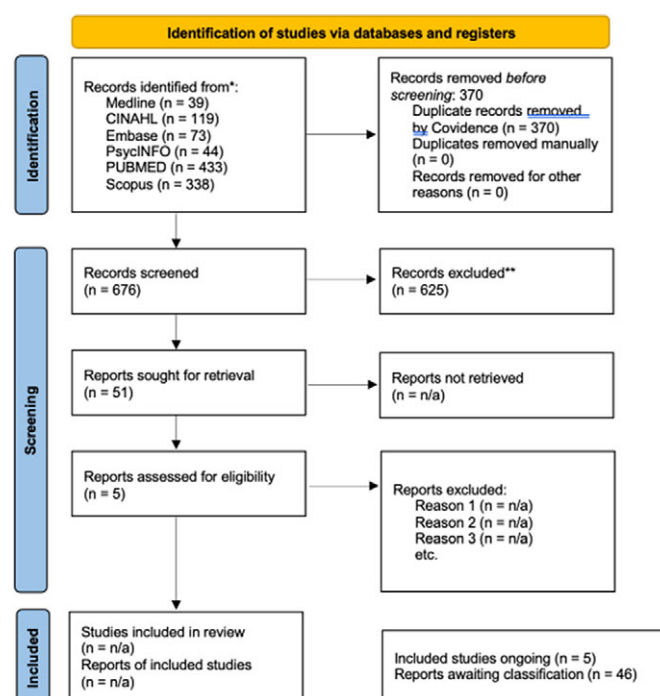 Identification of studies via databases and registers
Identification
Records identified from*:
Medline (n = 39)
CINAHL (n = 119)
Embase (n = 73)
PsycINFO (n = 44)
PUBMED (n = 433)
Scopus (n = 338)
Records removed before
screening: 370
Duplicate records removed
by Covidence (n = 370)
Duplicates removed manually
(n = 0)
Records removed for other
reasons (n = 0)
Screening
Records screened
(n = 676)
Records excluded**
(n = 625)
Reports sought for retrieval
(n = 51)
Reports not retrieved
(n = n/a)
Reports assessed for eligibility
(n = 5)
Reports excluded:
Reason 1 (n = n/a)
Reason 2 (n = n/a)
Reason 3 (n = n/a)
etc.
Included
Studies included in review
(n = n/a)
Reports of included studies
(n = n/a)
Included studies ongoing (n = 5)
Reports awaiting classification (n = 46)